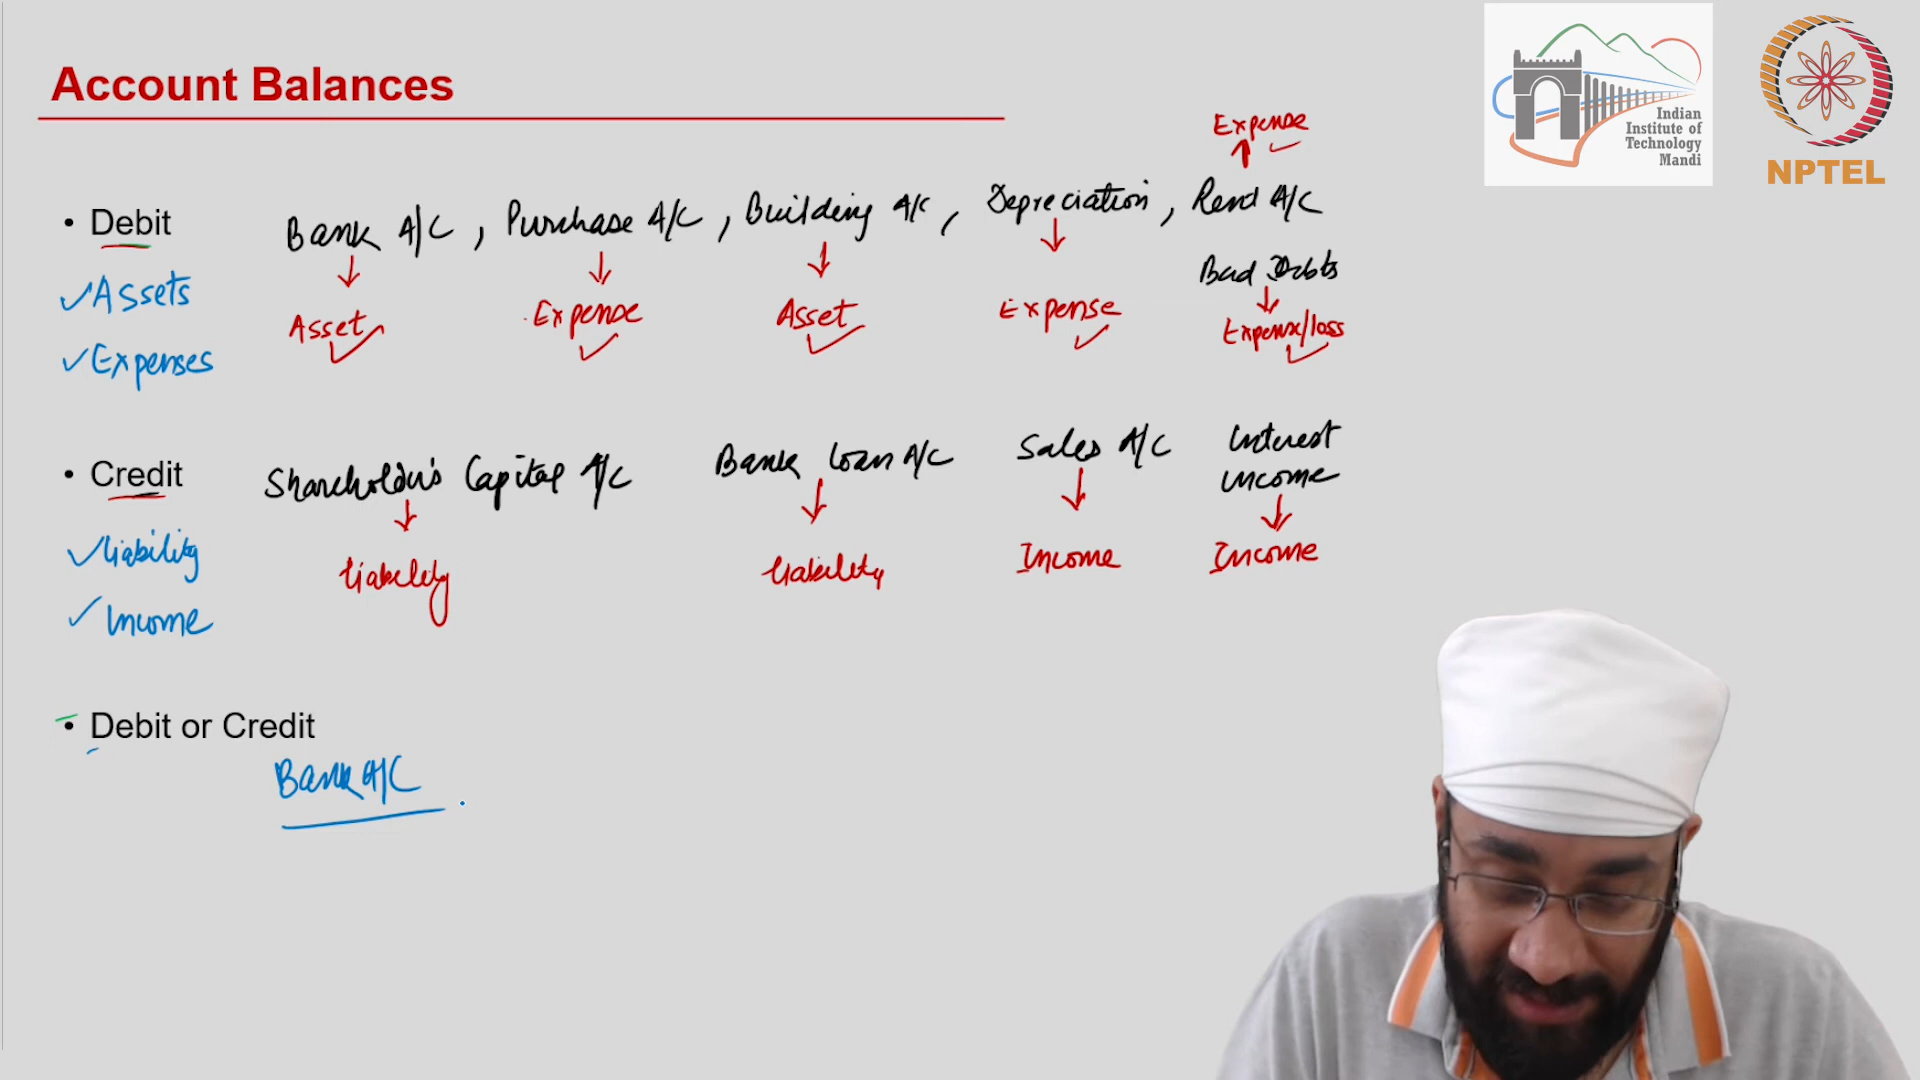 Account Balances
Indian
Institute of
Technology
Mandi
NPTEL
Expense
• Debit
Bank A/C, Purchase A/C, Building A/C, Depreciation, Rent A/C
Bad Debts
✓Assets
Asset Expense Asset Expense Expense/loss
✓Expenses
• Credit
Shareholder's Capital A/C Bank Loan A/C Sales A/C Interest
income
✓Liability
Liability Liability Income Income
✓Income
• Debit or Credit
Bank A/C